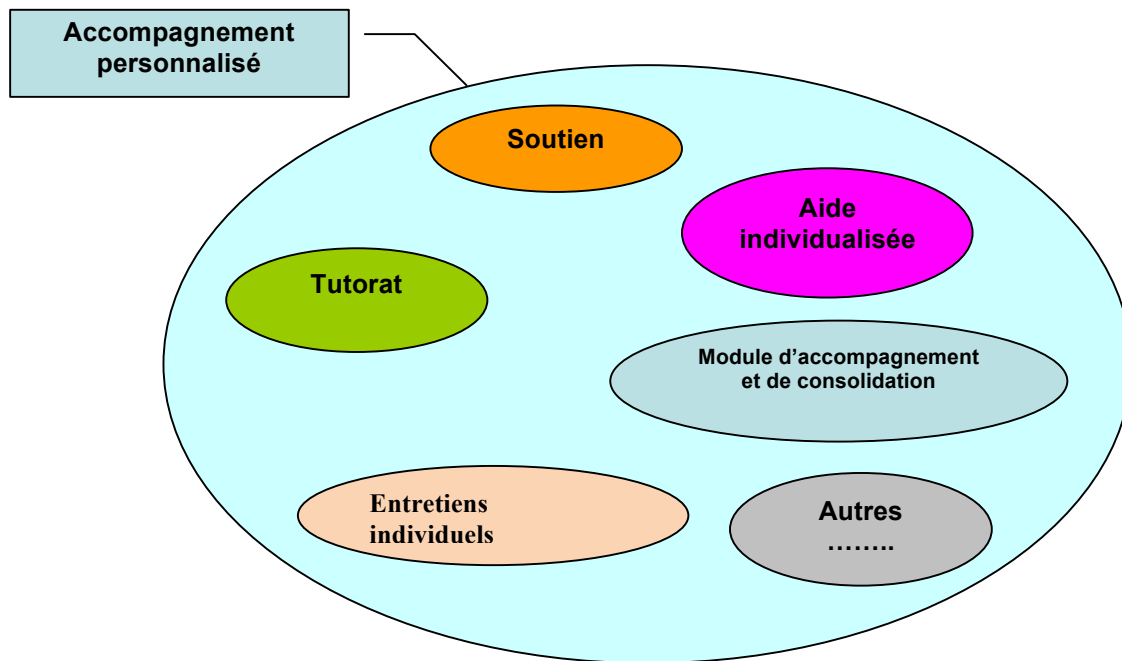 Accompagnement
personnalisé
Soutien
Aide
individualisée
Tutorat
Module d’accompagnement
et de consolidation
Entretiens
individuels
Autres
……..